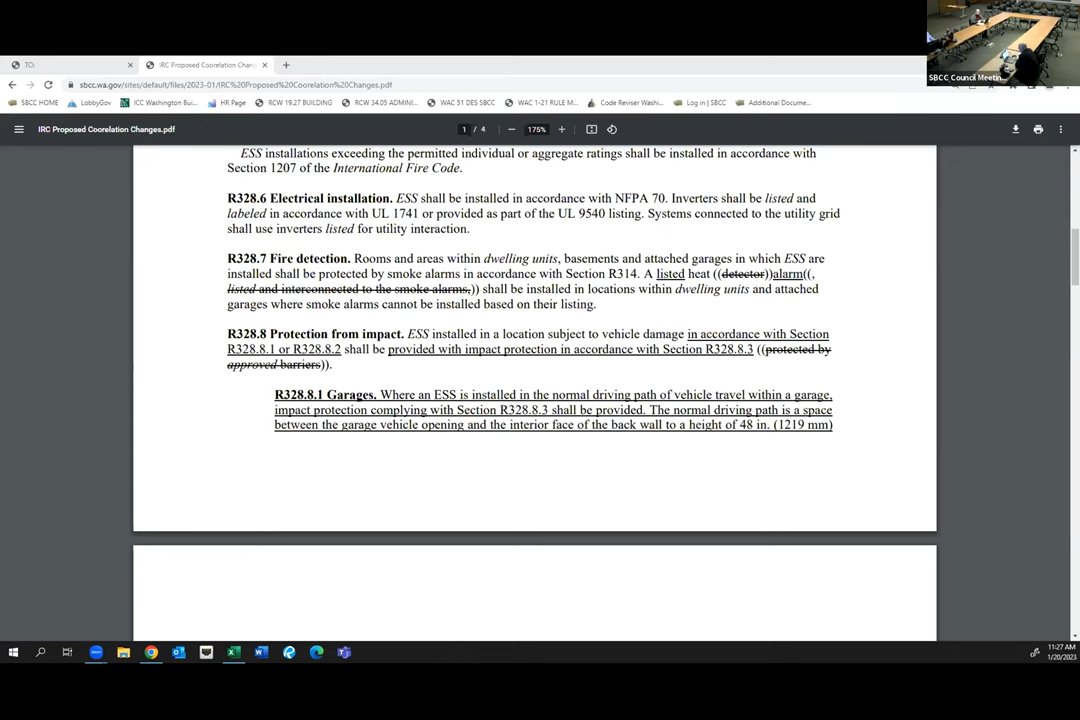 TO:
IRC Proposed Coorelation Chang
sbcc.wa.gov/sites/default/files/2023-01/IRC%20Proposed%20Coorelation%20Changes.pdf
SBCC HOME
LobbyGov
ICC Washington Bui...
HR Page
RCW 19.27 BUILDING
RCW 34.05 ADMINI...
WAC 51 DES SBCC
WAC 1-21 RULE M...
Code Reviser Washi...
Log in | SBCC
Additional Docume...
SBCC Council Meetin...
IRC Proposed Coorelation Changes.pdf
1 / 4
175%
ESS installations exceeding the permitted individual or aggregate ratings shall be installed in accordance with
Section 1207 of the International Fire Code.
R328.6 Electrical installation. ESS shall be installed in accordance with NFPA 70. Inverters shall be listed and
labeled in accordance with UL 1741 or provided as part of the UL 9540 listing. Systems connected to the utility grid
shall use inverters listed for utility interaction.
R328.7 Fire detection. Rooms and areas within dwelling units, basements and attached garages in which ESS are
installed shall be protected by smoke alarms in accordance with Section R314. A listed heat ((detector))alarm((,
listed and interconnected to the smoke alarms,)) shall be installed in locations within dwelling units and attached
garages where smoke alarms cannot be installed based on their listing.
R328.8 Protection from impact. ESS installed in a location subject to vehicle damage in accordance with Section
R328.8.1 or R328.8.2 shall be provided with impact protection in accordance with Section R328.8.3 ((protected by
approved barriers)).
R328.8.1 Garages. Where an ESS is installed in the normal driving path of vehicle travel within a garage,
impact protection complying with Section R328.8.3 shall be provided. The normal driving path is a space
between the garage vehicle opening and the interior face of the back wall to a height of 48 in. (1219 mm)
11:27 AM
1/20/2023